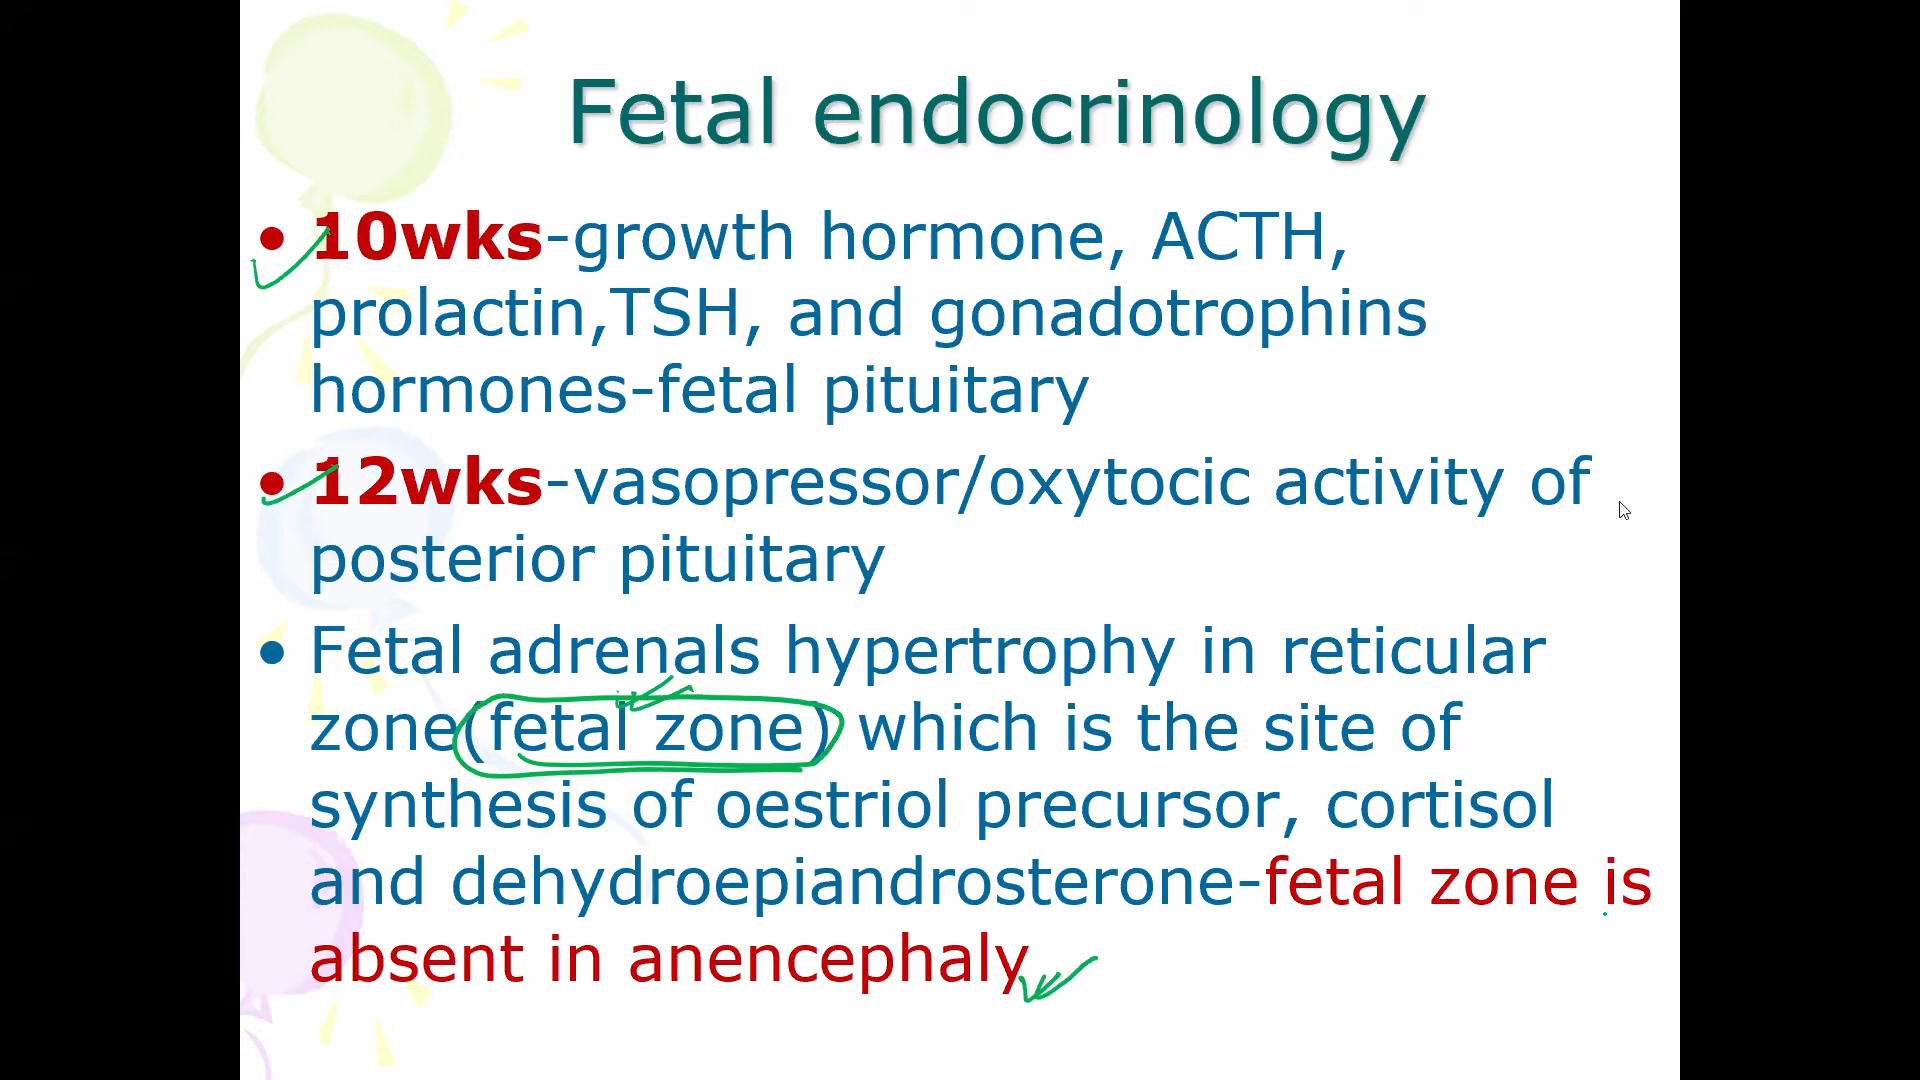 Fetal endocrinology
• 10wks-growth hormone, ACTH,
prolactin,TSH, and gonadotrophins
hormones-fetal pituitary
• 12wks-vasopressor/oxytocic activity of
posterior pituitary
• Fetal adrenals hypertrophy in reticular
zone(fetal zone) which is the site of
synthesis of oestriol precursor, cortisol
and dehydroepiandrosterone-fetal zone is
absent in anencephaly